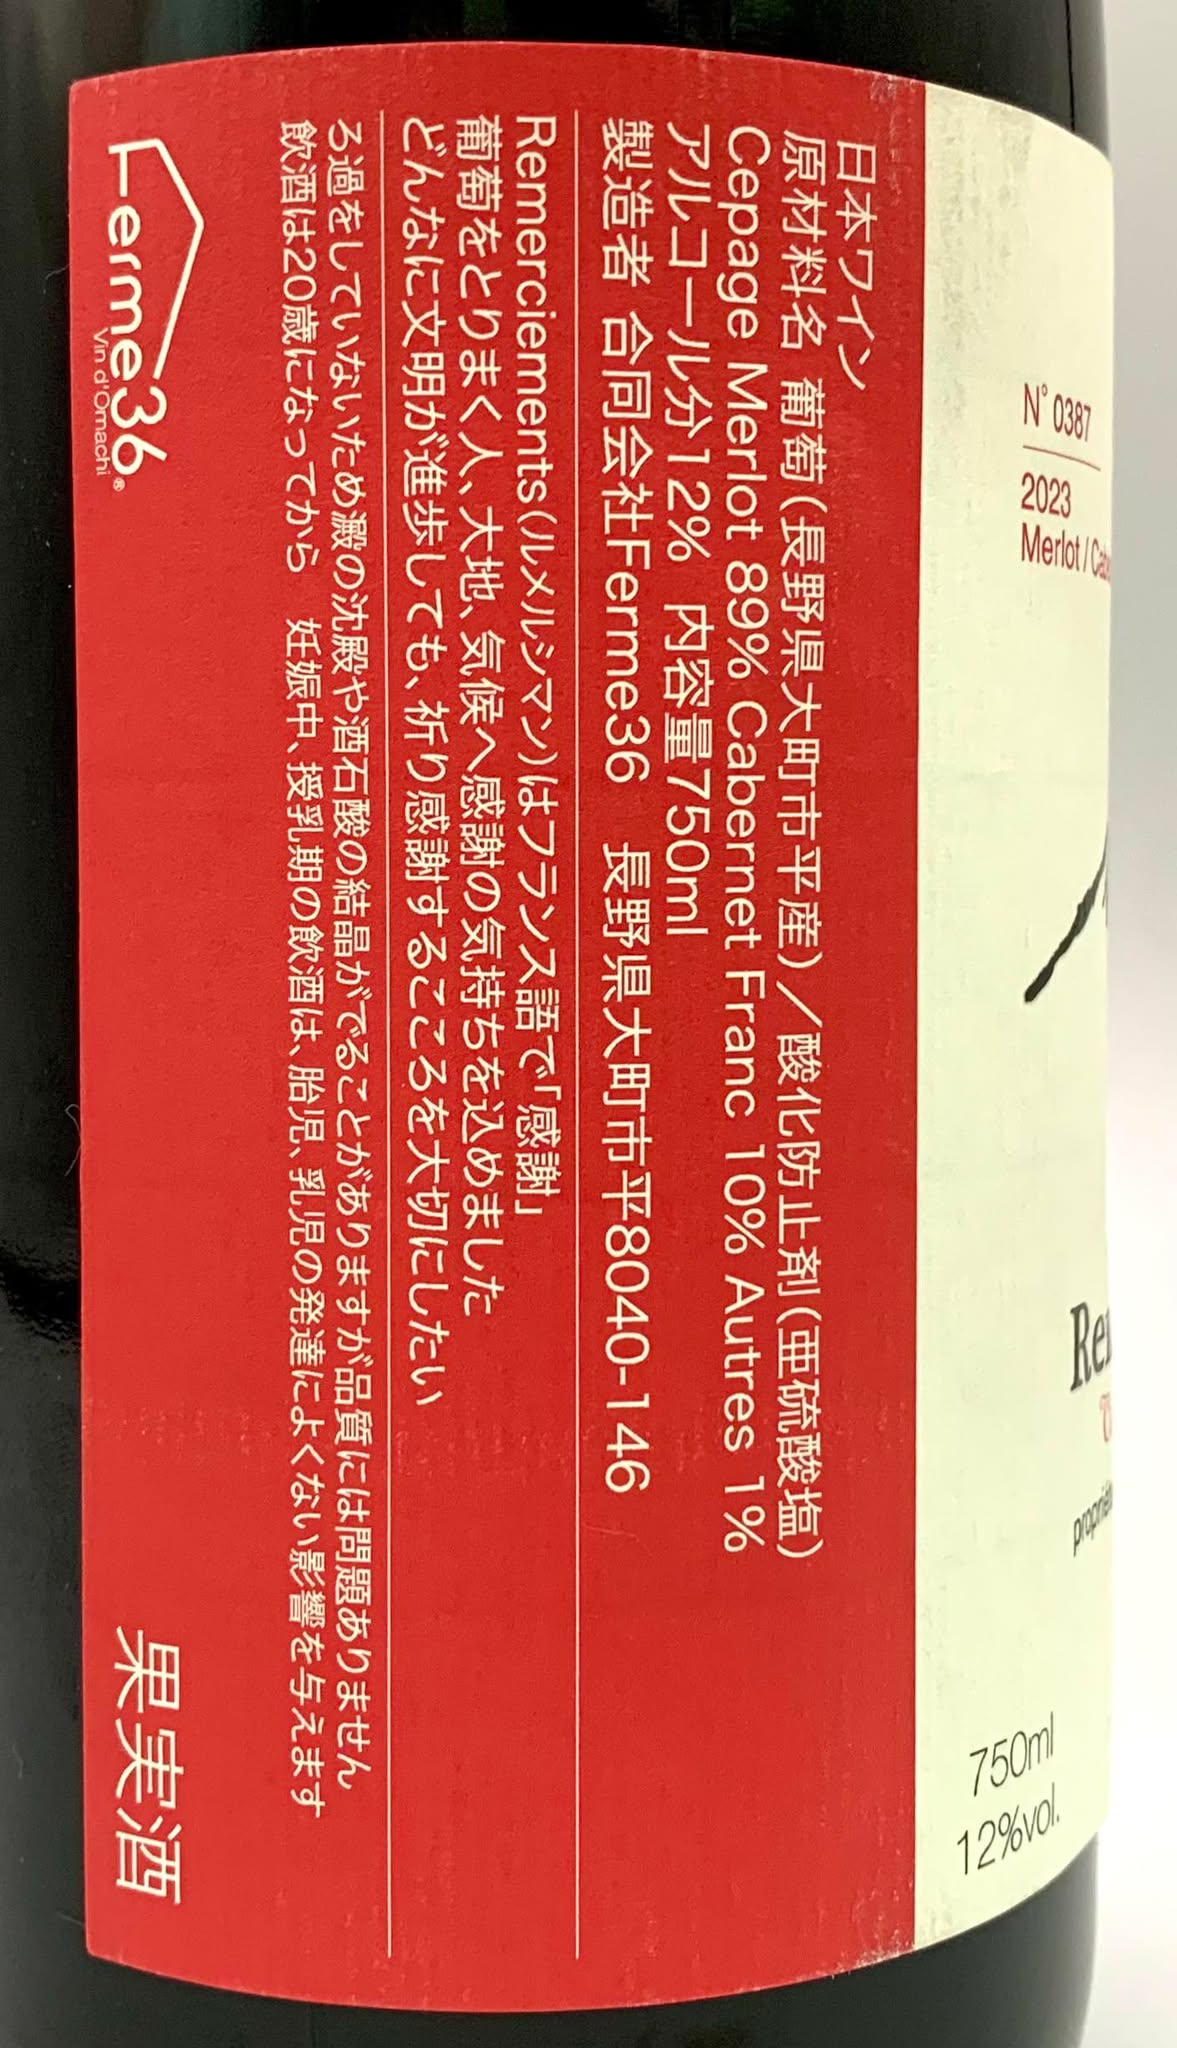 日本ワイン
原材料名 葡萄(長野県大町市平産)／酸化防止剤(亜硫酸塩)
Cepage Merlot 89% Cabernet Franc 10% Autres 1%
アルコール分12% 内容量750ml
製造者 合同会社Ferme36 長野県大町市平8040-146
Remerciements(ルメルシマン)はフランス語で「感謝」
葡萄をとりまく人、大地、気候へ感謝の気持ちを込めました
どんなに文明が進歩しても、祈り感謝するこころを大切にしたい
ろ過をしていないため澱の沈殿や酒石酸の結晶がでることがありますが品質には問題ありません
飲酒は20歳になってから 妊娠中、授乳期の飲酒は、胎児、乳児の発達によくない影響を与えます
Ferme36
Vin d'Omachi®
果実酒
N° 0387
2023
Merlot /
750ml
12%vol.